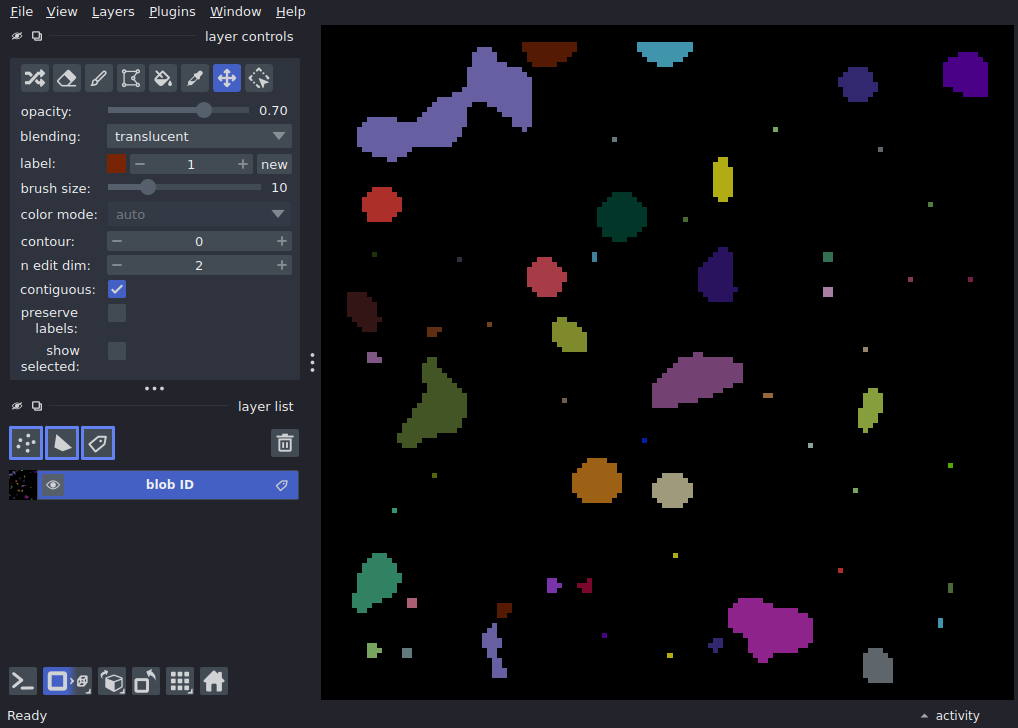 File View Layers Plugins Window Help
layer controls
opacity: 0.70
blending: translucent
label: 1 new
brush size: 10
color mode: auto
contour: 0
n edit dim: 2
contiguous:
preserve
labels:
show
selected:
layer list
blob ID
Ready activity